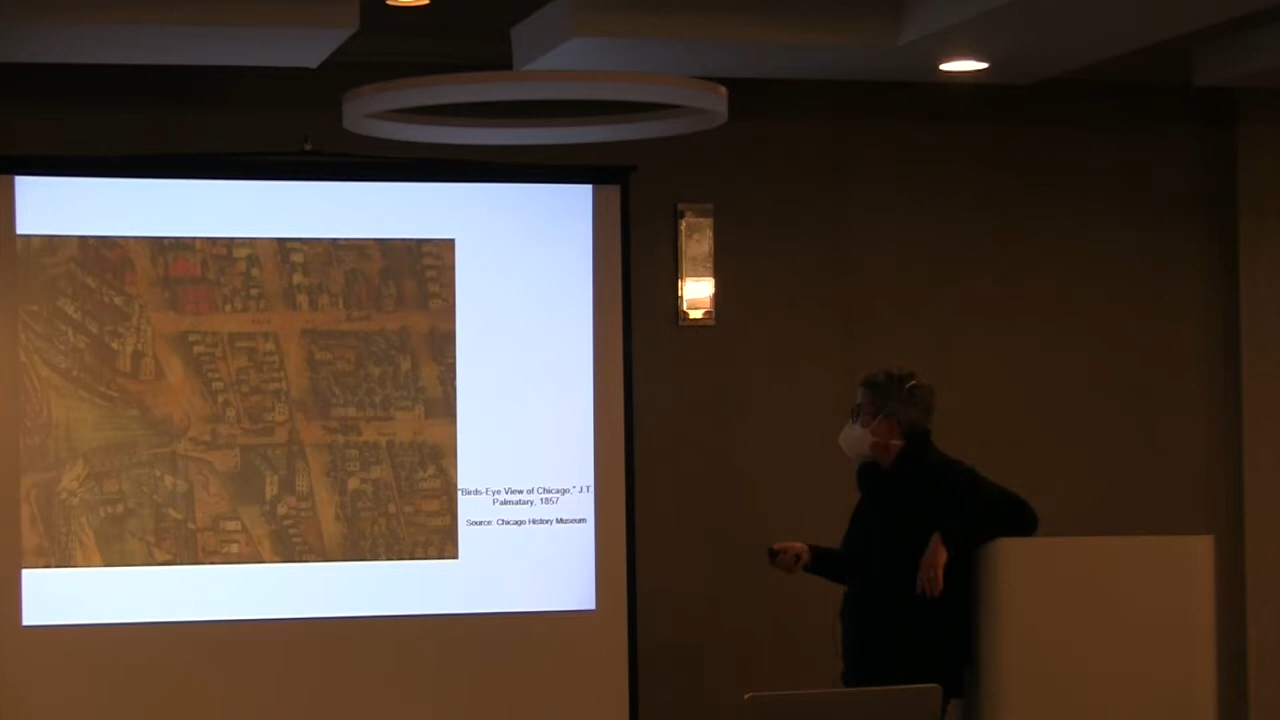 "Birds-Eye View of Chicago," J.T.
Palmatary, 1857
Source: Chicago History Museum